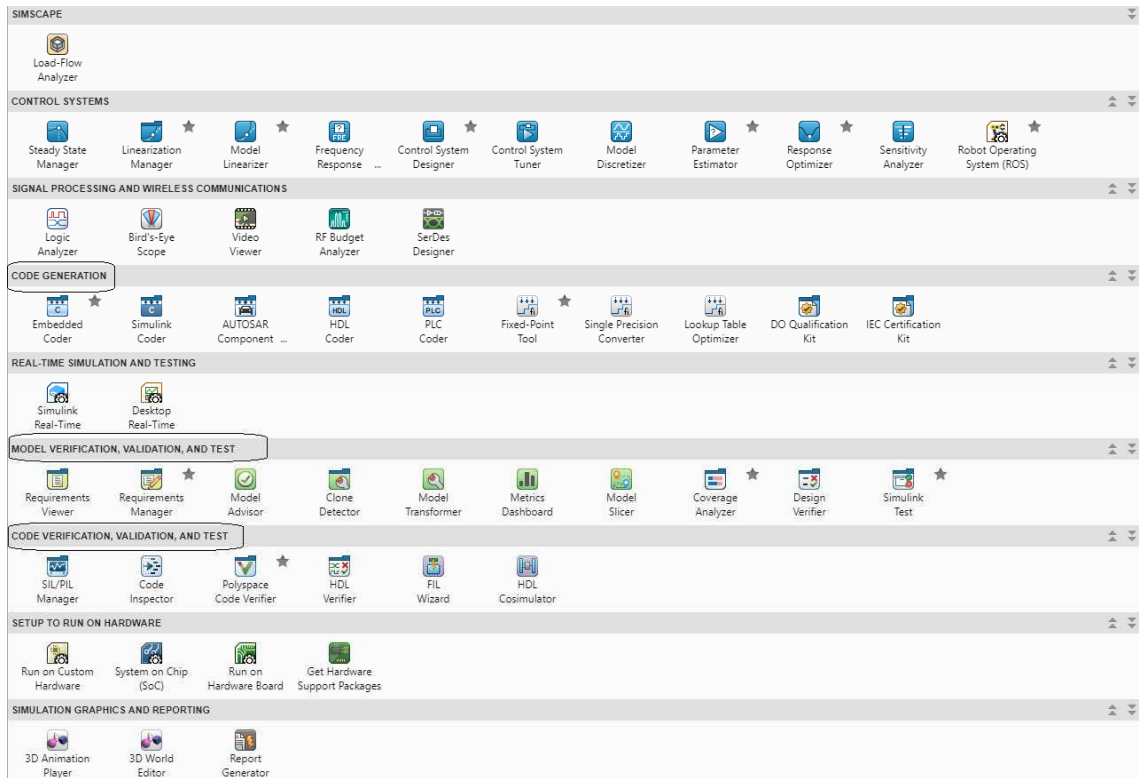 SIMSCAPE
Load-Flow
Analyzer
CONTROL SYSTEMS
Steady State
Manager
Linearization
Manager
Model
Linearizer
Frequency
Response ...
Control System
Designer
Control System
Tuner
Model
Discretizer
Parameter
Estimator
Response
Optimizer
Sensitivity
Analyzer
Robot Operating
System (ROS)
SIGNAL PROCESSING AND WIRELESS COMMUNICATIONS
Logic
Analyzer
Bird's-Eye
Scope
Video
Viewer
RF Budget
Analyzer
SerDes
Designer
CODE GENERATION
Embedded
Coder
Simulink
Coder
AUTOSAR
Component ...
HDL
Coder
PLC
Coder
Fixed-Point
Tool
Single Precision
Converter
Lookup Table
Optimizer
DO Qualification
Kit
IEC Certification
Kit
REAL-TIME SIMULATION AND TESTING
Simulink
Real-Time
Desktop
Real-Time
MODEL VERIFICATION, VALIDATION, AND TEST
Requirements
Viewer
Requirements
Manager
Model
Advisor
Clone
Detector
Model
Transformer
Metrics
Dashboard
Model
Slicer
Coverage
Analyzer
Design
Verifier
Simulink
Test
CODE VERIFICATION, VALIDATION, AND TEST
SIL/PIL
Manager
Code
Inspector
Polyspace
Code Verifier
HDL
Verifier
FIL
Wizard
HDL
Cosimulator
SETUP TO RUN ON HARDWARE
Run on Custom
Hardware
System on Chip
(SoC)
Run on
Hardware Board
Get Hardware
Support Packages
SIMULATION GRAPHICS AND REPORTING
3D Animation
Player
3D World
Editor
Report
Generator